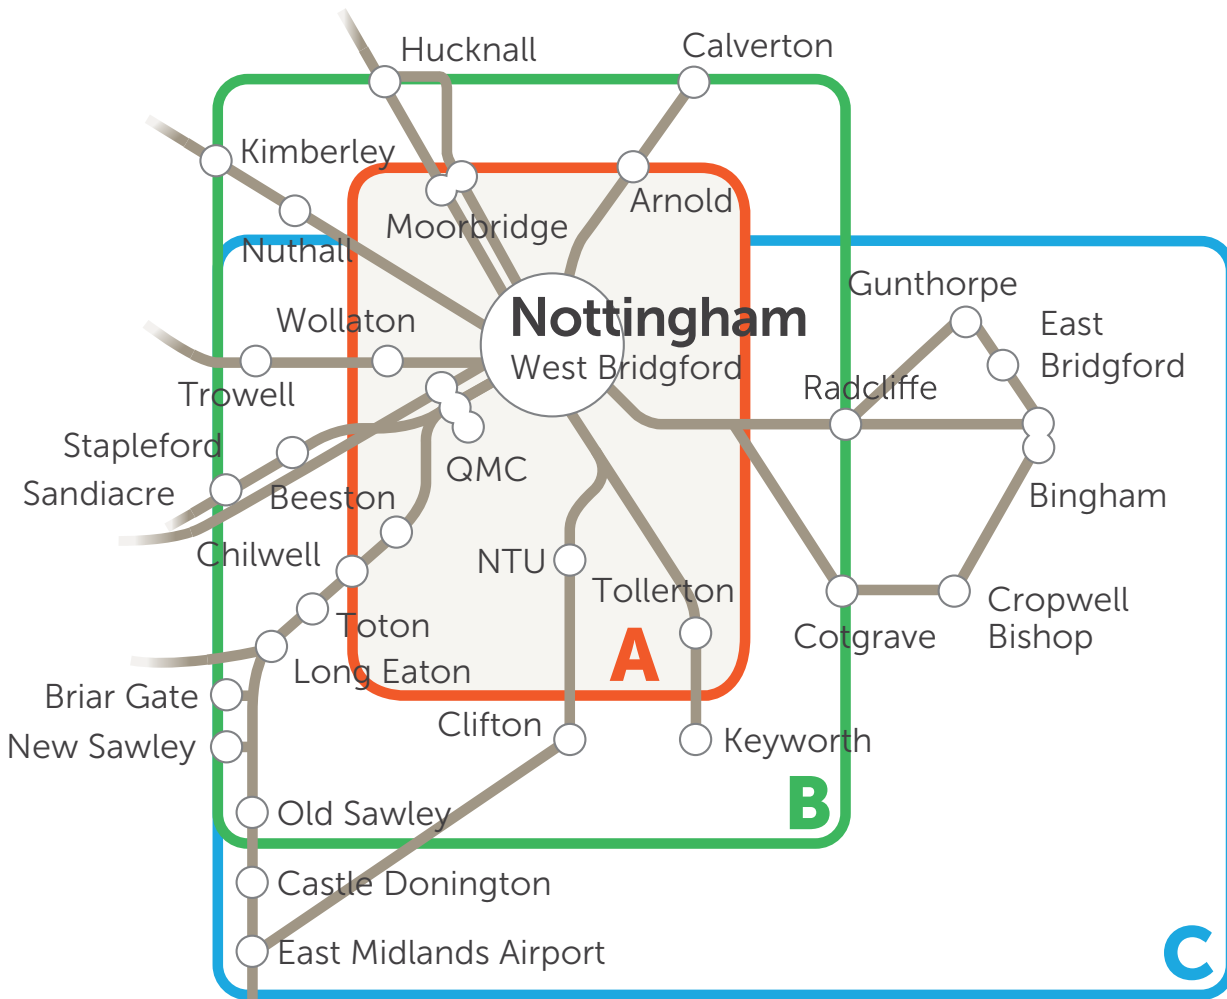 Hucknall
Calverton
Kimberley
Arnold
Moorbridge
Nuthall
Gunthorpe
Nottingham
West Bridgford
Wollaton
East
Bridgford
Trowell
Radcliffe
Stapleford
QMC
Sandiacre
Beeston
Bingham
Chilwell
NTU
Tollerton
Cropwell
Bishop
Toton
Cotgrave
A
Long Eaton
Briar Gate
Clifton
Keyworth
New Sawley
B
Old Sawley
Castle Donington
East Midlands Airport
C